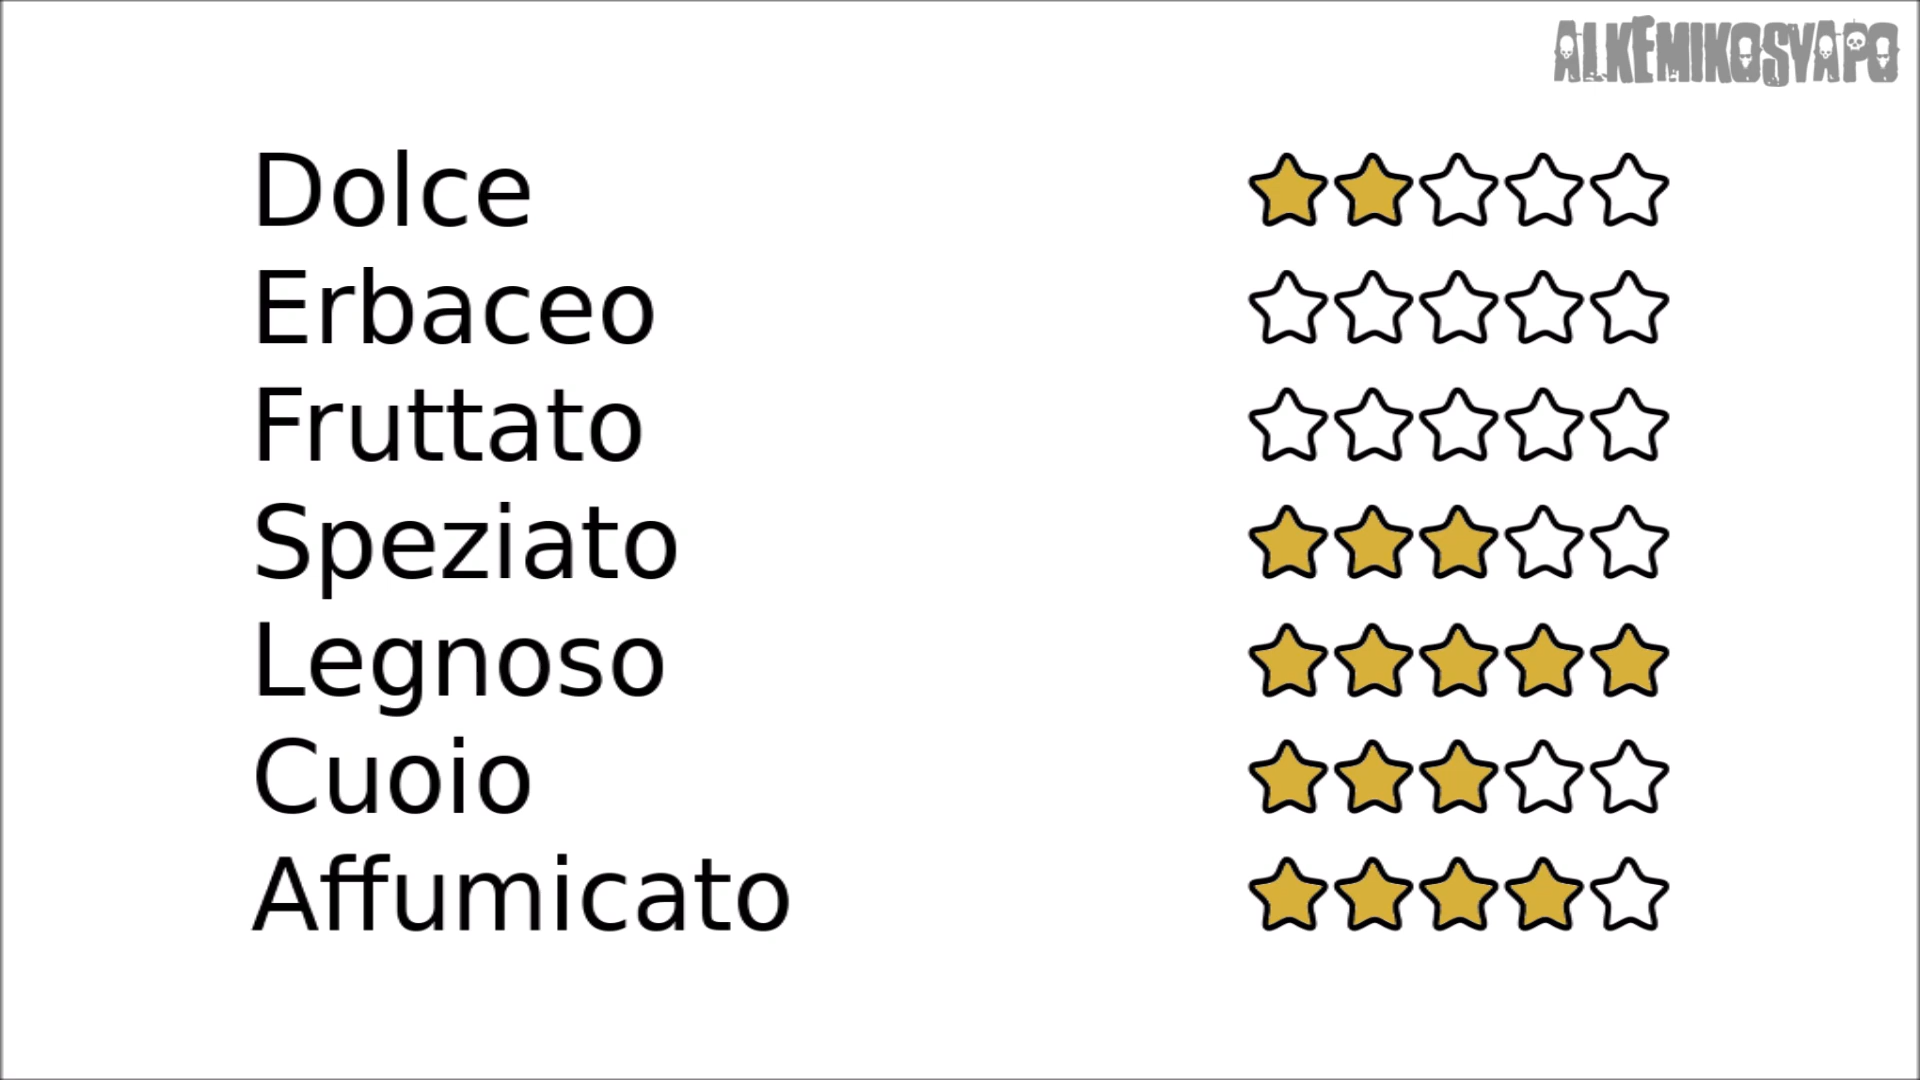 ALKEMIKOSVAPO
Dolce
Erbaceo
Fruttato
Speziato
Legnoso
Cuoio
Affumicato